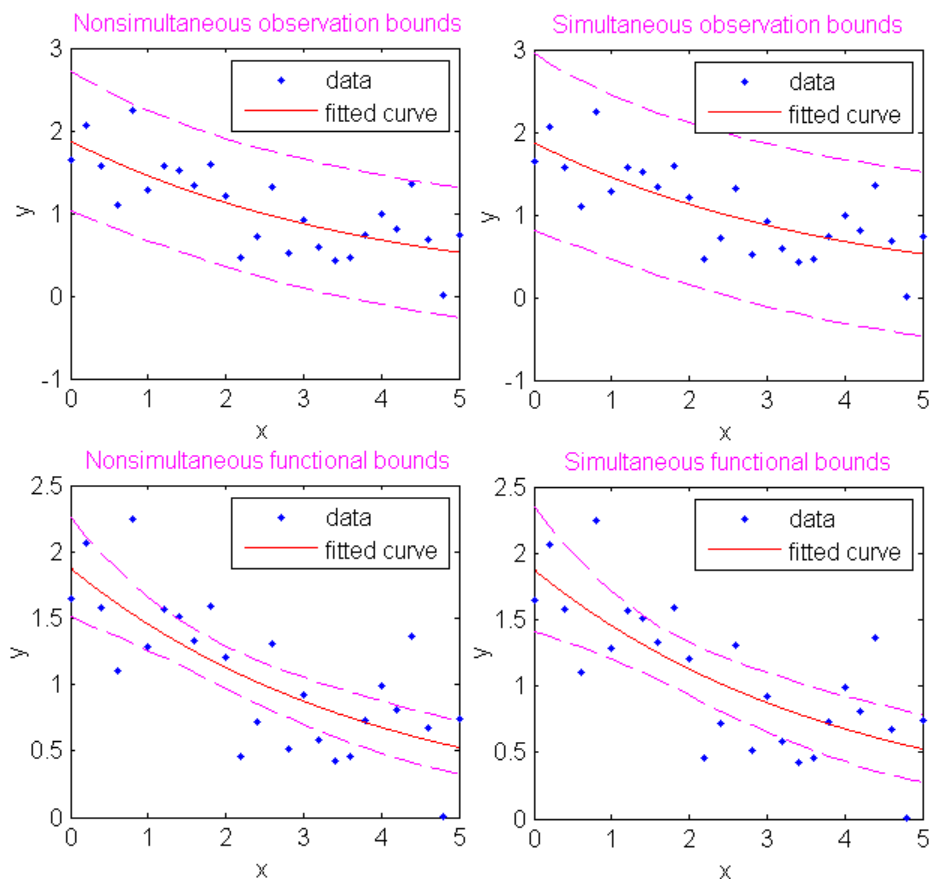 Nonsimultaneous observation bounds
3
2
1
0
-1
y
data
fitted curve
0 1 2 3 4 5
x
Simultaneous observation bounds
3
2
1
0
-1
y
data
fitted curve
0 1 2 3 4 5
x
Nonsimultaneous functional bounds
2.5
2
1.5
1
0.5
0
y
data
fitted curve
0 1 2 3 4 5
x
Simultaneous functional bounds
2.5
2
1.5
1
0.5
0
y
data
fitted curve
0 1 2 3 4 5
x